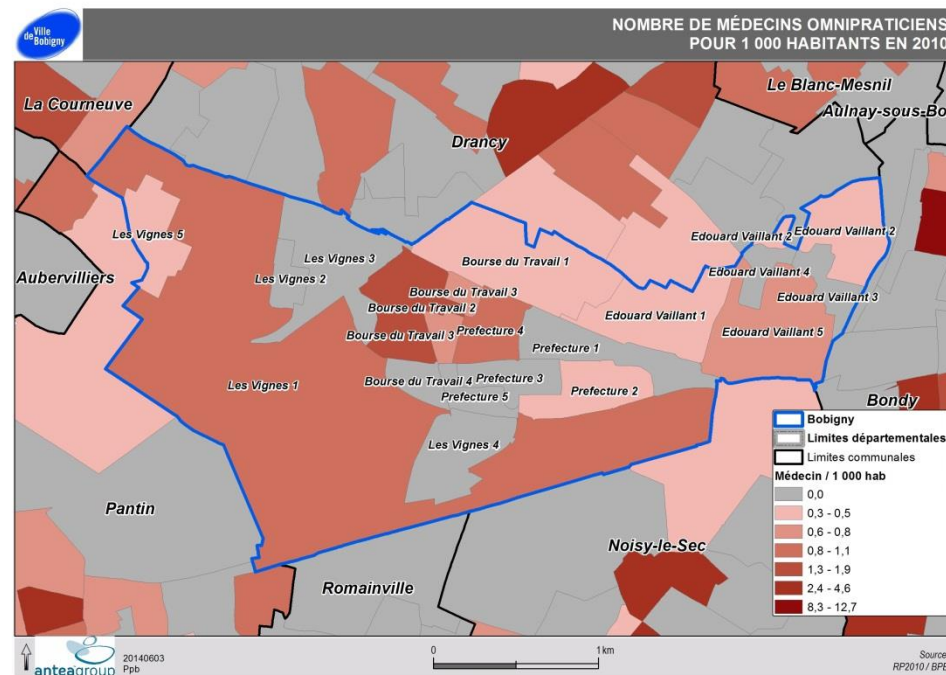 de Ville
Bobigny
NOMBRE DE MÉDECINS OMNIPRATICIENS
POUR 1 000 HABITANTS EN 2010
La Courneuve
Le Blanc-Mesnil
Aulnay-sous-Bo
Drancy
Les Vignes 5
Edouard Vaillant 2
Edouard Vaillant 2
Les Vignes 3
Bourse du Travail 1
Aubervilliers
Les Vignes 2
Edouard Vaillant 4
Bourse du Travail 3
Edouard Vaillant 3
Bourse du Travail 2
Edouard Vaillant 1
Bourse du Travail 3
Prefecture 4
Edouard Vaillant 5
Prefecture 1
Les Vignes 1
Bourse du Travail 4
Prefecture 3
Prefecture 2
Prefecture 5
Bondy
Les Vignes 4
Pantin
Noisy-le-Sec
Romainville
Bobigny
Limites départementales
Limites communales
Médecin / 1 000 hab
0,0
0,3 - 0,5
0,6 - 0,8
0,8 - 1,1
1,3 - 1,9
2,4 - 4,6
8,3 - 12,7
anteagroup
20140603
Ppb
0
1km
Source
RP2010 / BPE